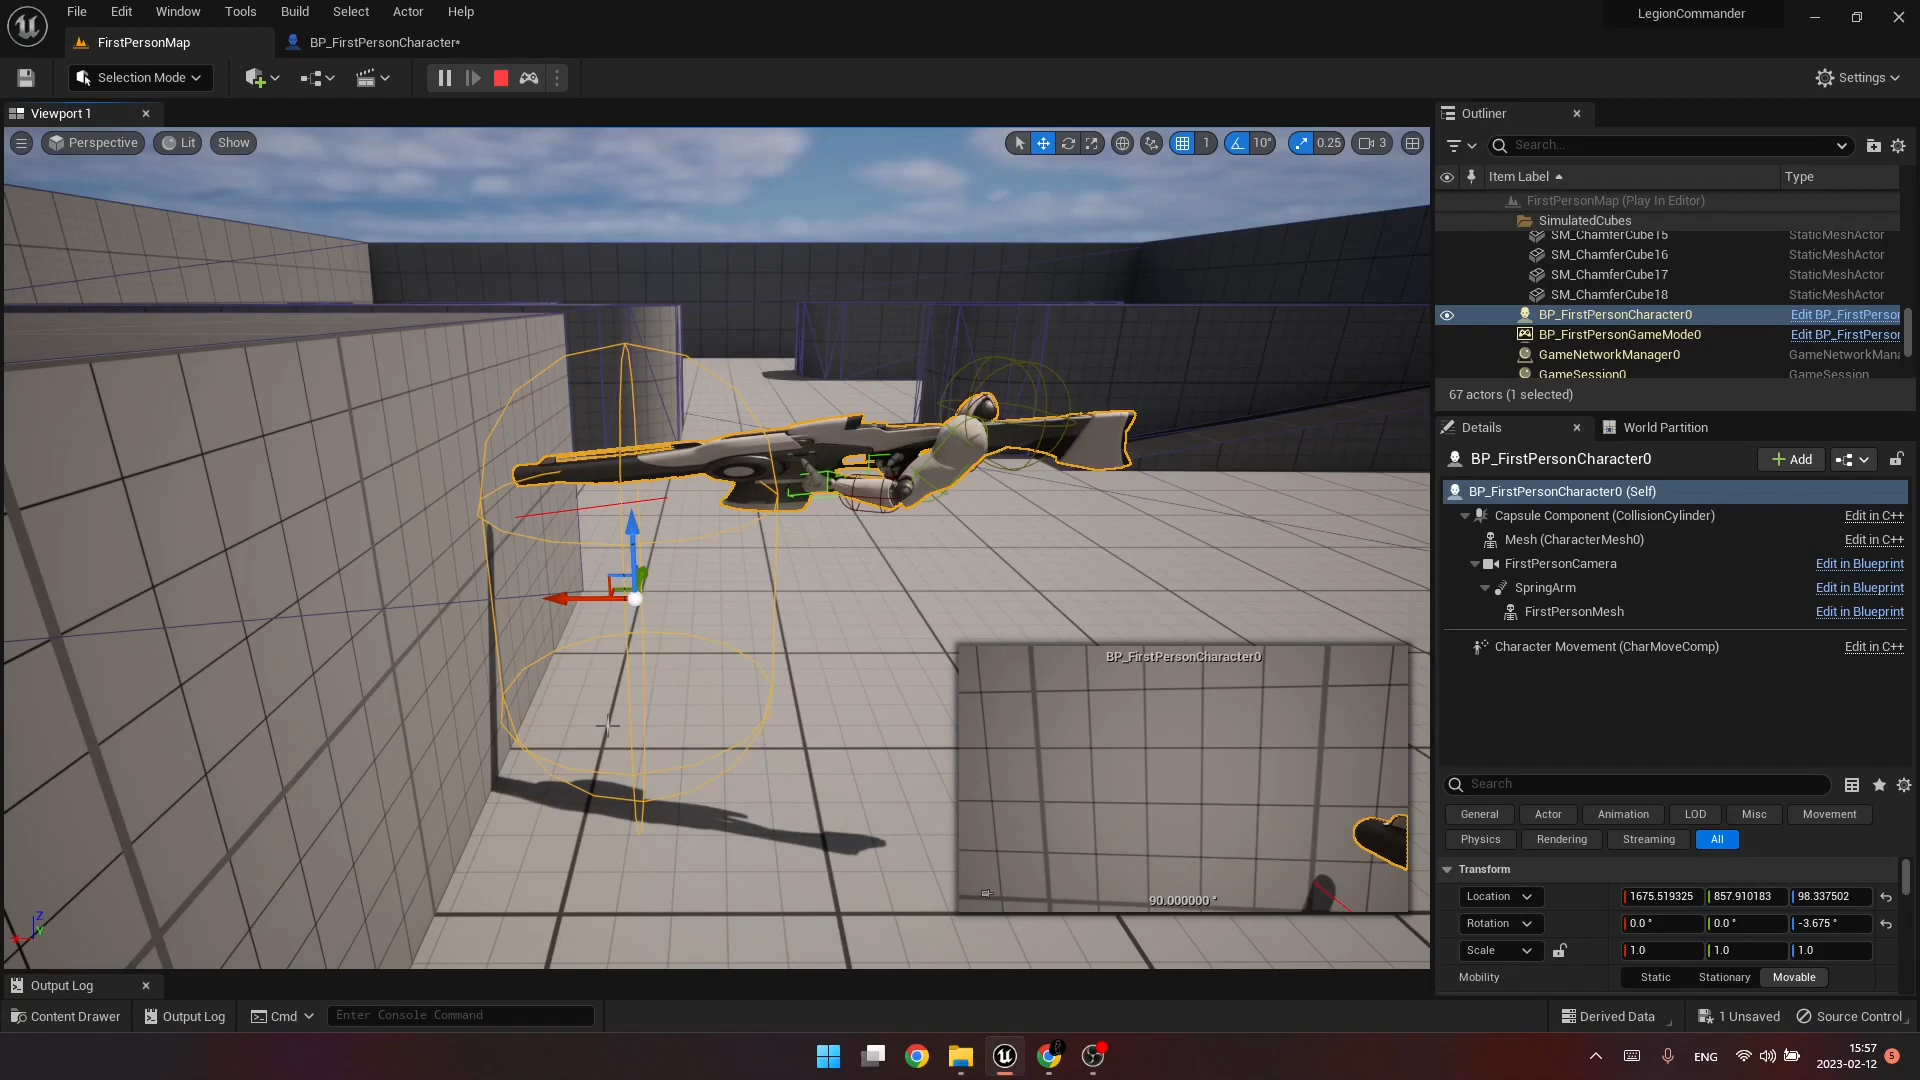 File Edit Window Tools Build Select Actor Help
LegionCommander
FirstPersonMap
BP_FirstPersonCharacter*
Selection Mode
Settings
Viewport 1
Outliner
Perspective Lit Show
1 10° 0.25 3
Search...
Item Label Type
FirstPersonMap (Play In Editor)
SimulatedCubes
SM_ChamferCube15 StaticMeshActor
SM_ChamferCube16 StaticMeshActor
SM_ChamferCube17 StaticMeshActor
SM_ChamferCube18 StaticMeshActor
BP_FirstPersonCharacter0 Edit BP_FirstPerson
BP_FirstPersonGameMode0 Edit BP_FirstPerson
GameNetworkManager0 GameNetworkMana
GameSession0 GameSession
67 actors (1 selected)
Details World Partition
BP_FirstPersonCharacter0 Add
BP_FirstPersonCharacter0 (Self)
Capsule Component (CollisionCylinder) Edit in C++
Mesh (CharacterMesh0) Edit in C++
FirstPersonCamera Edit in Blueprint
SpringArm Edit in Blueprint
FirstPersonMesh Edit in Blueprint
Character Movement (CharMoveComp) Edit in C++
BP_FirstPersonCharacter0
90.000000 °
Search
General Actor Animation LOD Misc Movement
Physics Rendering Streaming All
Transform
Location 1675.519325 857.910183 98.337502
Rotation 0.0 ° 0.0 ° -3.675 °
Scale 1.0 1.0 1.0
Mobility Static Stationary Movable
Z
Y
Output Log
Content Drawer Output Log Cmd Enter Console Command
Derived Data 1 Unsaved Source Control
ENG
15:57
2023-02-12
5